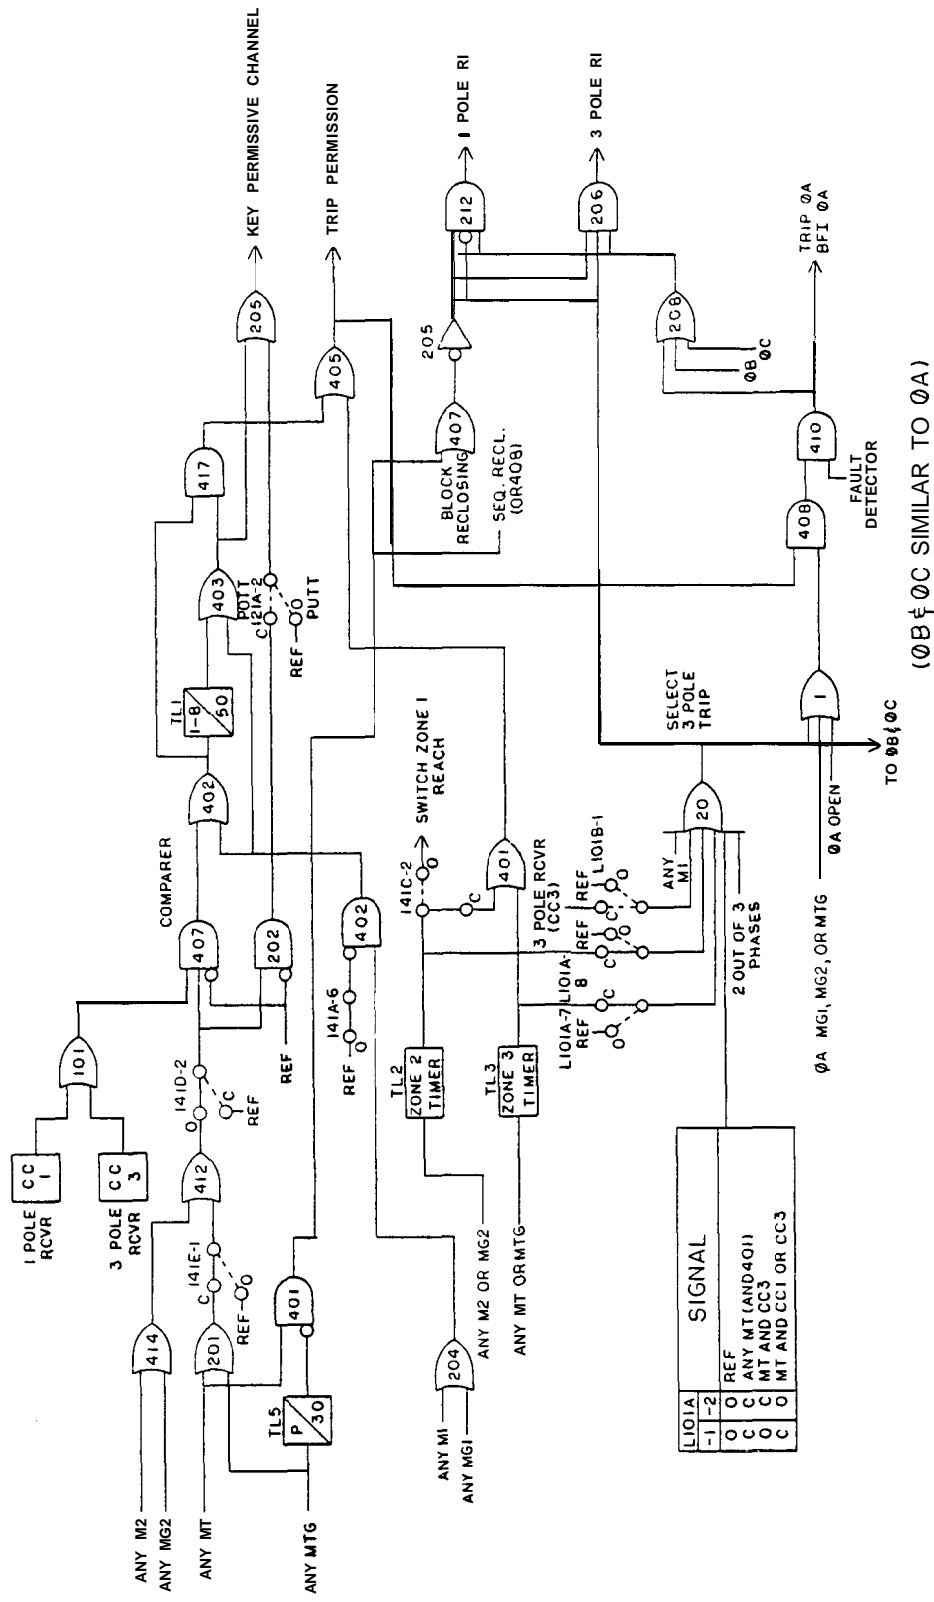 KEY PERMISSIVE CHANNEL
TRIP PERMISSION
1 POLE RI
3 POLE RI
TRIP ØA
BFI ØA
205
405
212
206
205
208
ØB
ØC
417
407
BLOCK
RECLOSING
SEQ. RECL.
(OR408)
410
FAULT
DETECTOR
408
403
POTT
121A-2
C
O
PUTT
REF
TL1
1-8
50
402
COMPARER
407
202
REF
SELECT
3 POLE
TRIP
1
TO ØB&ØC
ØA OPEN
ØA MG1, MG2, OR MTG
SWITCH ZONE 1
REACH
141C-2
O
C
401
20
ANY
M1
2 OUT OF 3
PHASES
3 POLE RCVR
(CC3)
REF
L101B-1
O
C
REF
L101A-
8
O
C
L101A-7
REF
O
C
402
141A-6
REF
O
TL2
ZONE 2
TIMER
TL3
ZONE 3
TIMER
101
141D-2
O
C
REF
CC
1
1 POLE
RCVR
CC
3
3 POLE
RCVR
412
141E-1
C
O
REF
401
414
201
TL5
P
30
204
ANY M2 OR MG2
ANY MT OR MTG
ANY M1
ANY MG1
ANY M2
ANY MG2
ANY MT
ANY MTG
L101A
SIGNAL
-1 -2
O O REF
C C ANY MT (AND401)
O C MT AND CC3
C O MT AND CC1 OR CC3
(ØB & ØC SIMILAR TO ØA)